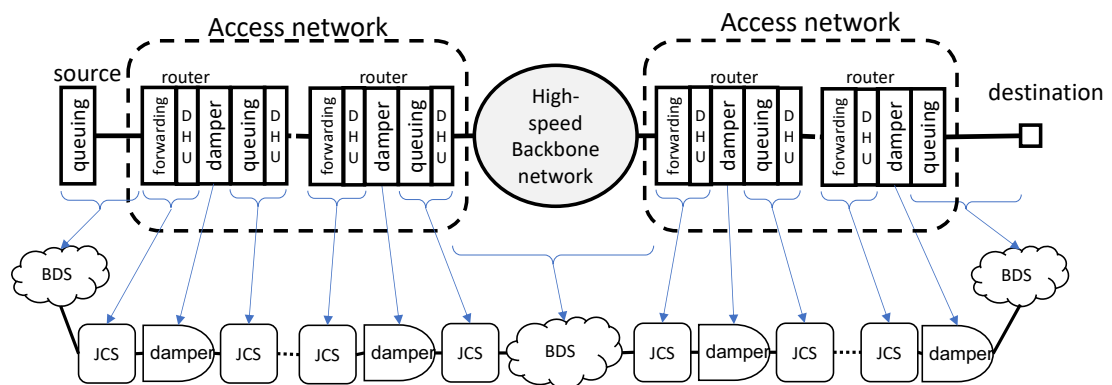 Access network
Access network
source
router
router
router
router
destination
queuing
forwarding
DHU
damper
queuing
DHU
forwarding
DHU
damper
queuing
DHU
High-
speed
Backbone
network
forwarding
DHU
damper
queuing
DHU
forwarding
DHU
damper
queuing
BDS
BDS
JCS
damper
JCS
JCS
damper
JCS
BDS
JCS
damper
JCS
JCS
damper